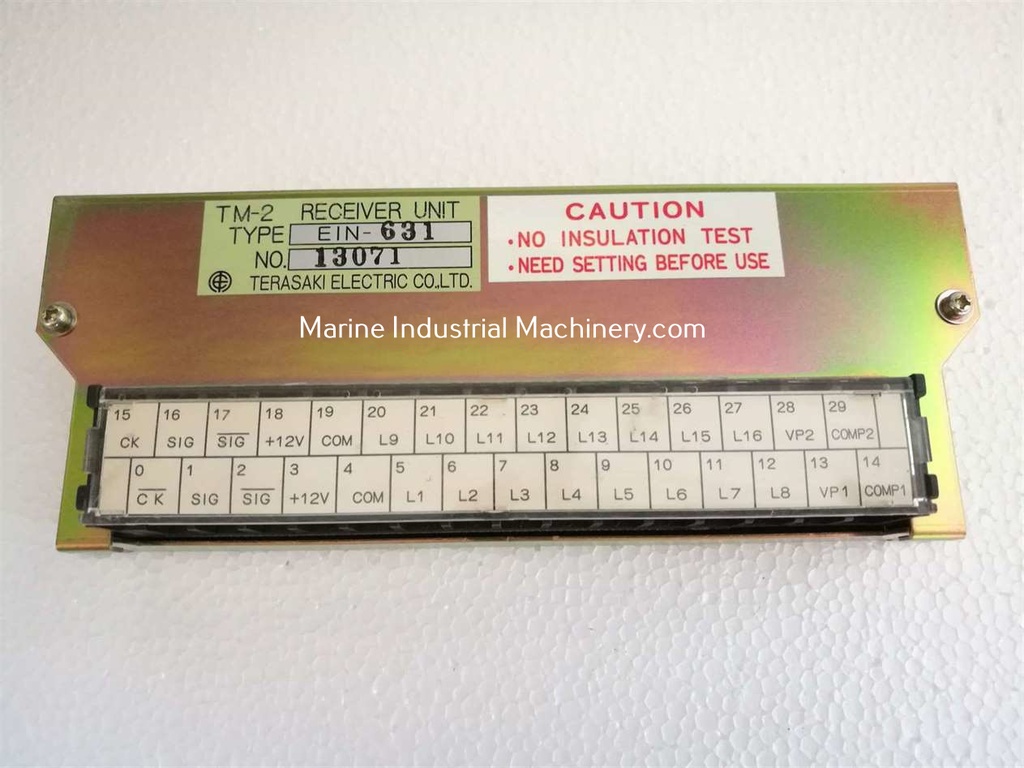 TM-2 RECEIVER UNIT
TYPE EIN-631
NO. 13071
TERASAKI ELECTRIC CO.,LTD.
CAUTION
•NO INSULATION TEST
•NEED SETTING BEFORE USE
Marine Industrial Machinery.com
15 16 17 18 19 20 21 22 23 24 25 26 27 28 29
CK SIG S̅I̅G̅ +12V COM L9 L10 L11 L12 L13 L14 L15 L16 VP2 COMP2
0 1 2 3 4 5 6 7 8 9 10 11 12 13 14
C̅K̅ SIG S̅I̅G̅ +12V COM L1 L2 L3 L4 L5 L6 L7 L8 VP1 COMP1